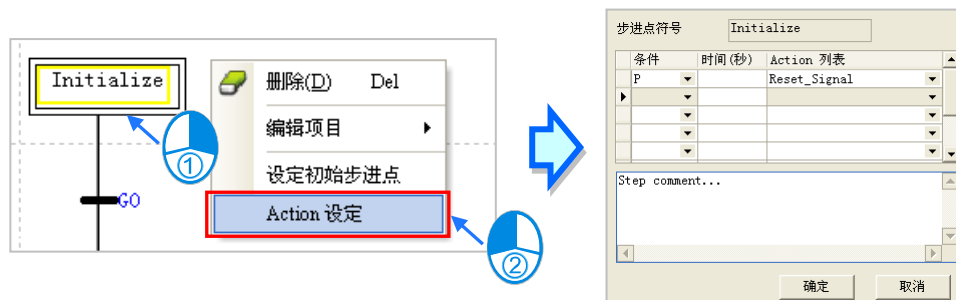 Initialize
GO
删除(D) Del
编辑项目
设定初始步进点
Action 设定
①
②
步进点符号 Initialize
条件 时间(秒) Action 列表
P Reset_Signal
Step comment...
确定 取消